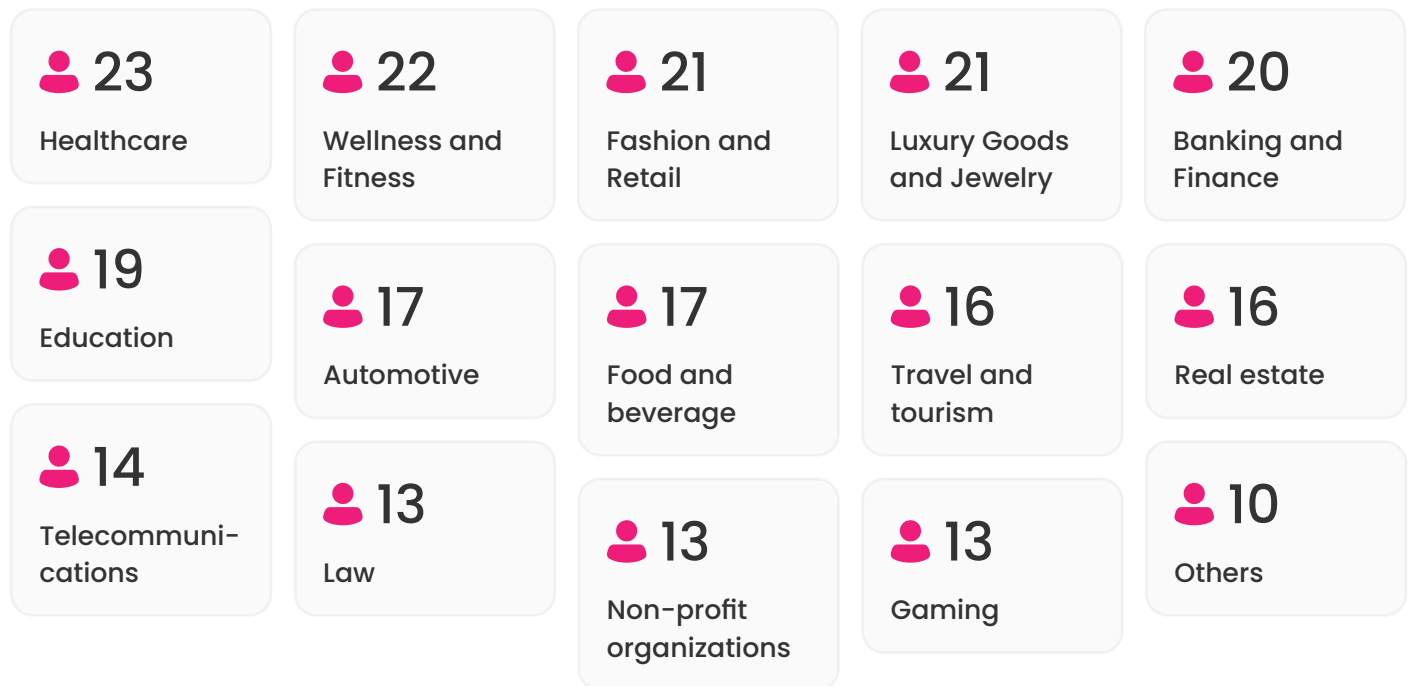 23
Healthcare
22
Wellness and
Fitness
21
Fashion and
Retail
21
Luxury Goods
and Jewelry
20
Banking and
Finance
19
Education
17
Automotive
17
Food and
beverage
16
Travel and
tourism
16
Real estate
14
Telecommuni-
cations
13
Law
13
Non-profit
organizations
13
Gaming
10
Others